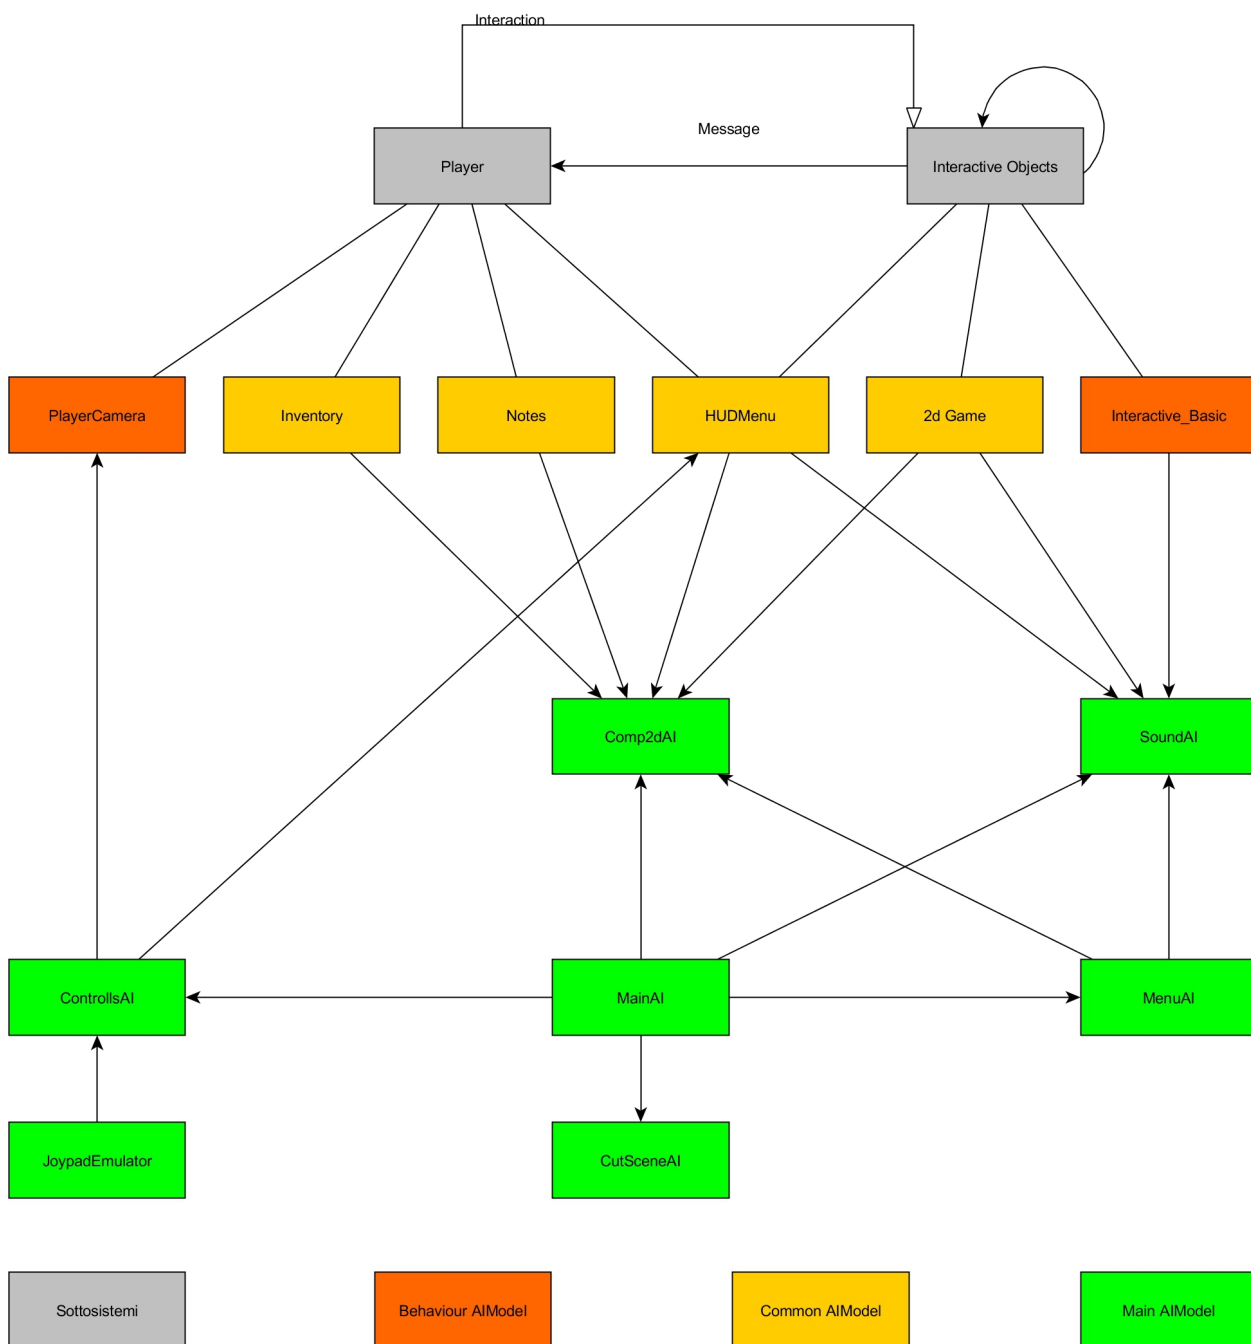 Interaction
Message
Player
Interactive Objects
PlayerCamera
Inventory
Notes
HUDMenu
2d Game
Interactive_Basic
Comp2dAI
SoundAI
ControllsAI
MainAI
MenuAI
JoypadEmulator
CutSceneAI
Sottosistemi
Behaviour AIModel
Common AIModel
Main AIModel